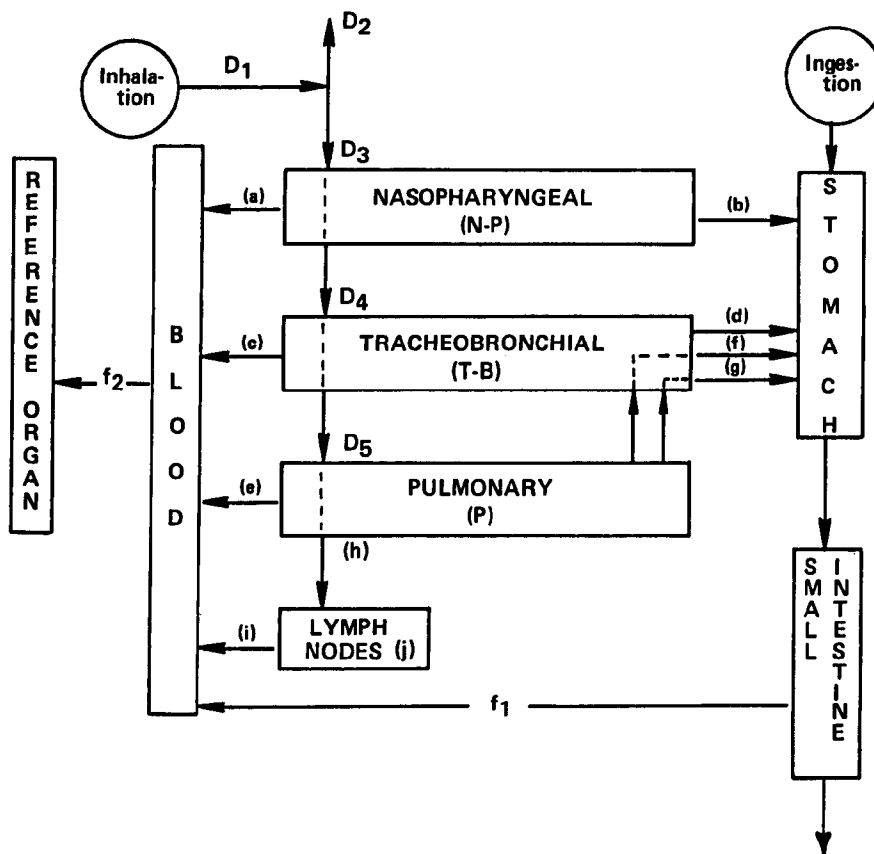 D2
Inhala-
tion
D1
Inges-
tion
D3
REFERENCE ORGAN
BLOOD
(a)
NASOPHARYNGEAL
(N-P)
(b)
STOMACH
D4
(c)
TRACHEOBRONCHIAL
(T-B)
(d)
(f)
(g)
f2
D5
(e)
PULMONARY
(P)
(h)
(i)
LYMPH
NODES (j)
SMALL
INTESTINE
f1